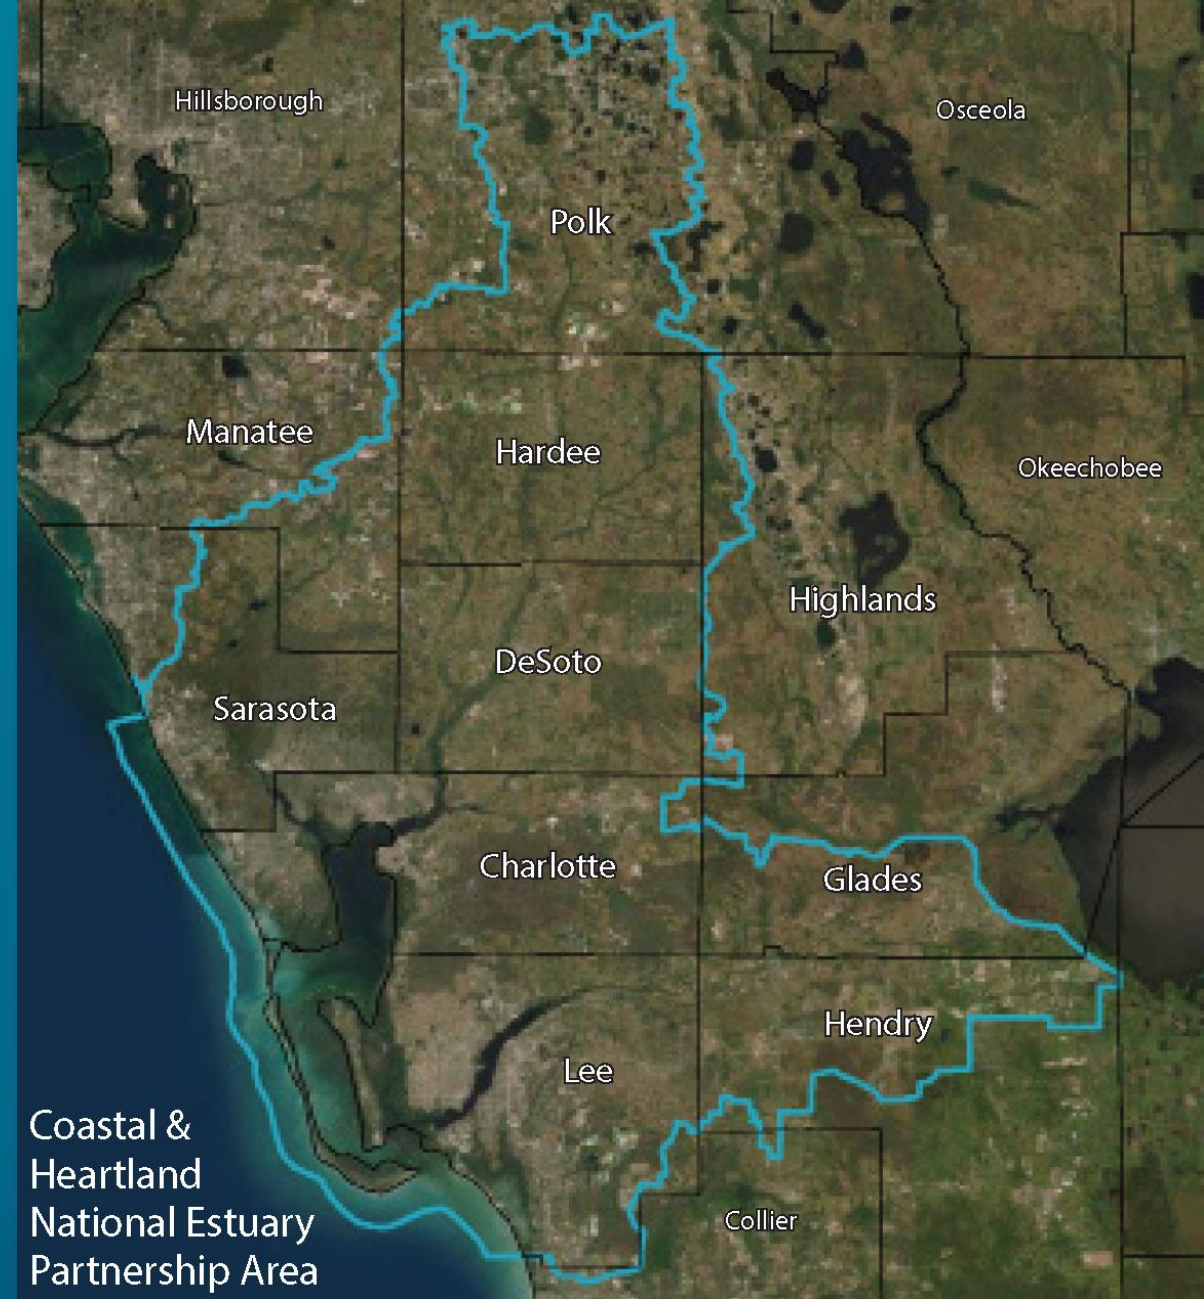 Hillsborough
Osceola
Polk
Manatee
Hardee
Okeechobee
Highlands
DeSoto
Sarasota
Charlotte
Glades
Hendry
Lee
Collier
Coastal &
Heartland
National Estuary
Partnership Area